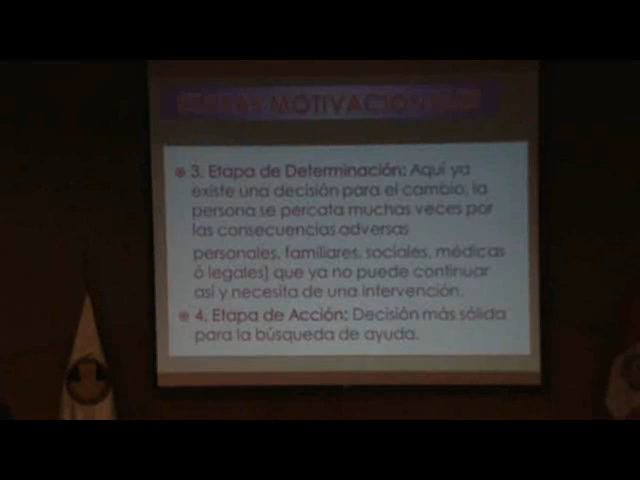 ETAPAS MOTIVACIONALES
3. Etapa de Determinación: Aquí ya
existe una decisión para el cambio, la
persona se percata muchas veces por
las consecuencias adversas
personales, familiares, sociales, médicas
ó legales) que ya no puede continuar
así y necesita de una intervención.
4. Etapa de Acción: Decisión más sólida
para la búsqueda de ayuda.